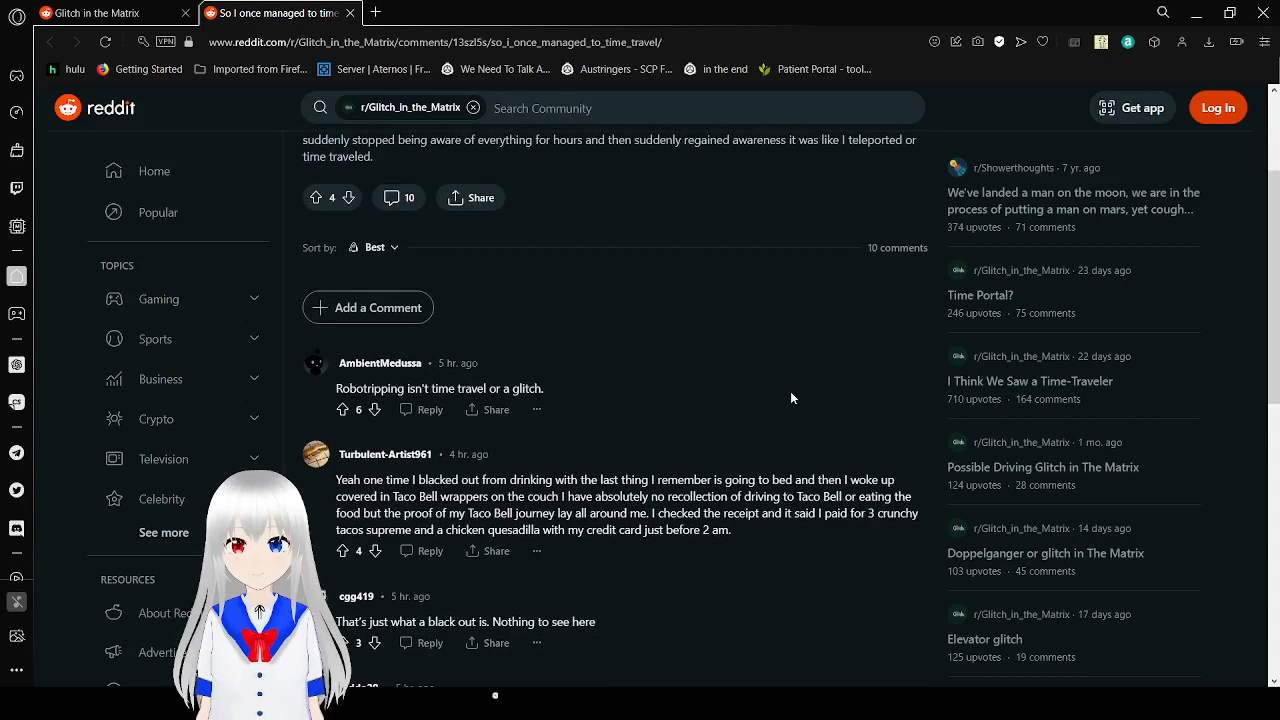 Glitch in the Matrix
So I once managed to time
VPN
www.reddit.com/r/Glitch_in_the_Matrix/comments/13szl5s/so_i_once_managed_to_time_travel/
hulu
Getting Started
Imported from Firef...
Server | Aternos | Fr...
We Need To Talk A...
Austringers - SCP F...
in the end
Patient Portal - tool...
reddit
r/Glitch_in_the_Matrix
Search Community
Get app
Log In
Home
Popular
TOPICS
Gaming
Sports
Business
Crypto
Television
Celebrity
See more
RESOURCES
About Red
Advertis
suddenly stopped being aware of everything for hours and then suddenly regained awareness it was like I teleported or
time traveled.
4
10
Share
Sort by:
Best
10 comments
Add a Comment
AmbientMedussa • 5 hr. ago
Robotripping isn't time travel or a glitch.
6
Reply
Share
Turbulent-Artist961 • 4 hr. ago
Yeah one time I blacked out from drinking with the last thing I remember is going to bed and then I woke up
covered in Taco Bell wrappers on the couch I have absolutely no recollection of driving to Taco Bell or eating the
food but the proof of my Taco Bell journey lay all around me. I checked the receipt and it said I paid for 3 crunchy
tacos supreme and a chicken quesadilla with my credit card just before 2 am.
4
Reply
Share
cgg419 • 5 hr. ago
That's just what a black out is. Nothing to see here
3
Reply
Share
r/Showerthoughts • 7 yr. ago
We've landed a man on the moon, we are in the
process of putting a man on mars, yet cough...
374 upvotes • 71 comments
r/Glitch_in_the_Matrix • 23 days ago
Time Portal?
246 upvotes • 75 comments
r/Glitch_in_the_Matrix • 22 days ago
I Think We Saw a Time-Traveler
710 upvotes • 164 comments
r/Glitch_in_the_Matrix • 1 mo. ago
Possible Driving Glitch in The Matrix
124 upvotes • 28 comments
r/Glitch_in_the_Matrix • 14 days ago
Doppelganger or glitch in The Matrix
103 upvotes • 45 comments
r/Glitch_in_the_Matrix • 17 days ago
Elevator glitch
125 upvotes • 19 comments